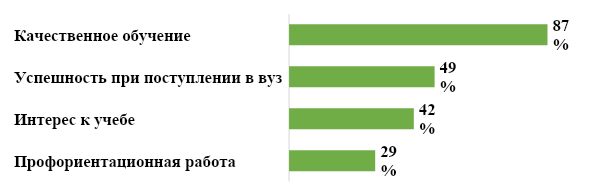 Качественное обучение 87 %
Успешность при поступлении в вуз 49 %
Интерес к учебе 42 %
Профориентационная работа 29 %